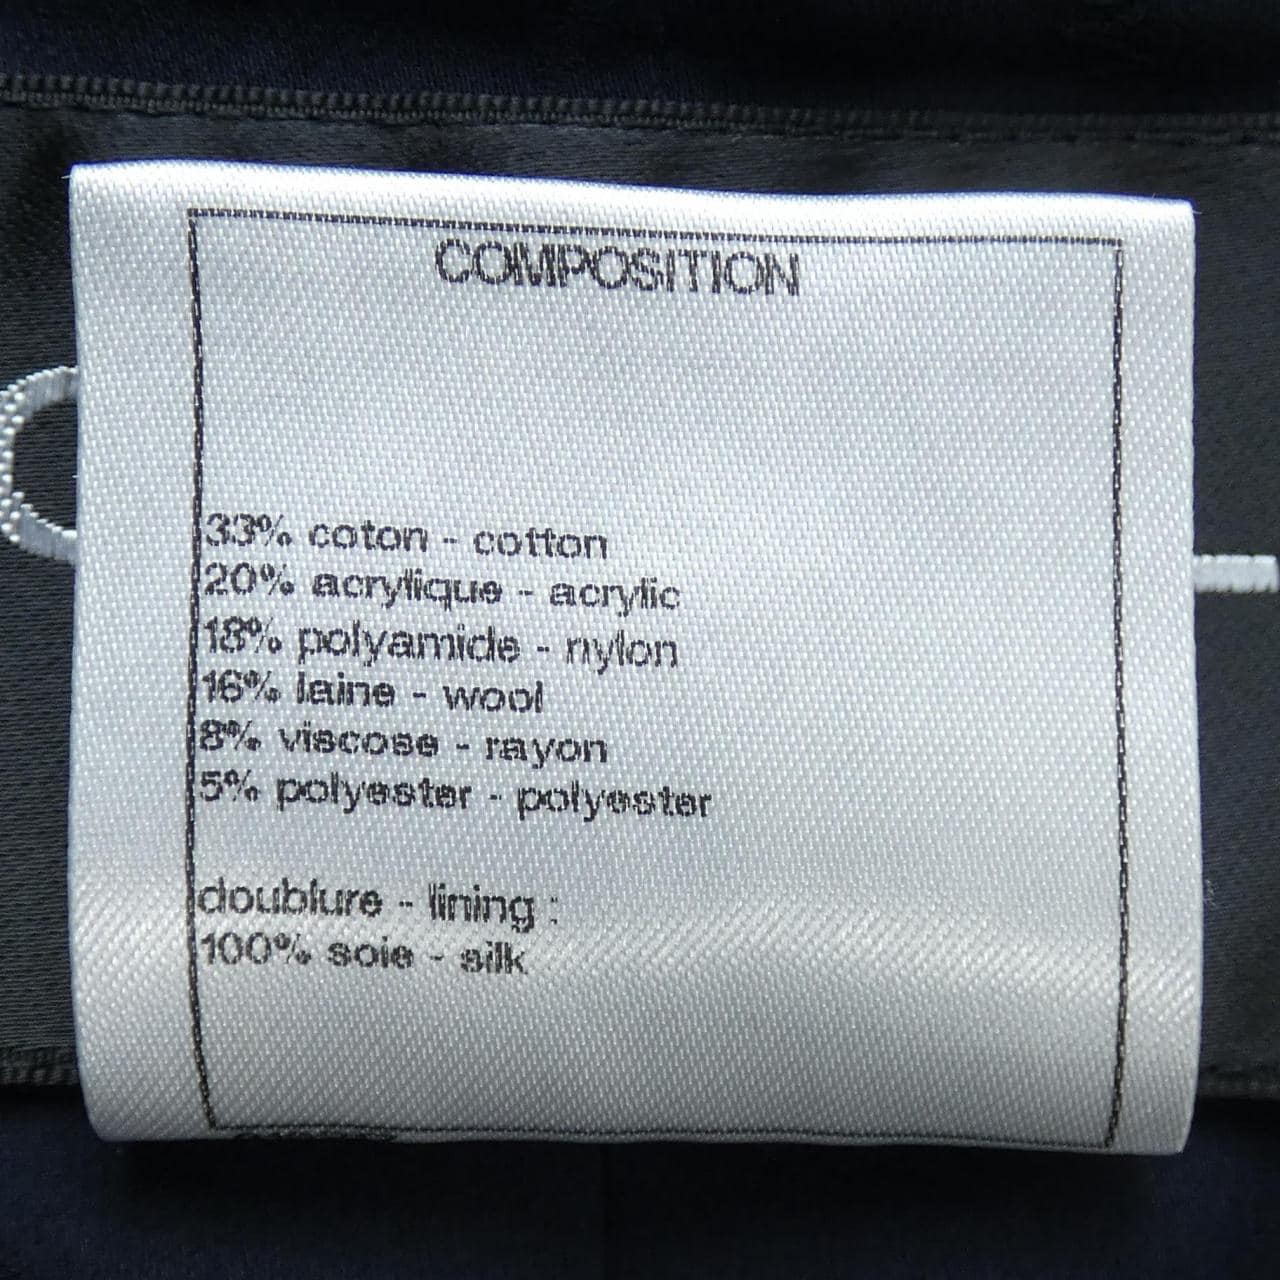 COMPOSITION
33% coton - cotton
20% acrylique - acrylic
18% polyamide - nylon
16% laine - wool
8% viscose - rayon
5% polyester - polyester
doublure - lining :
100% soie - silk